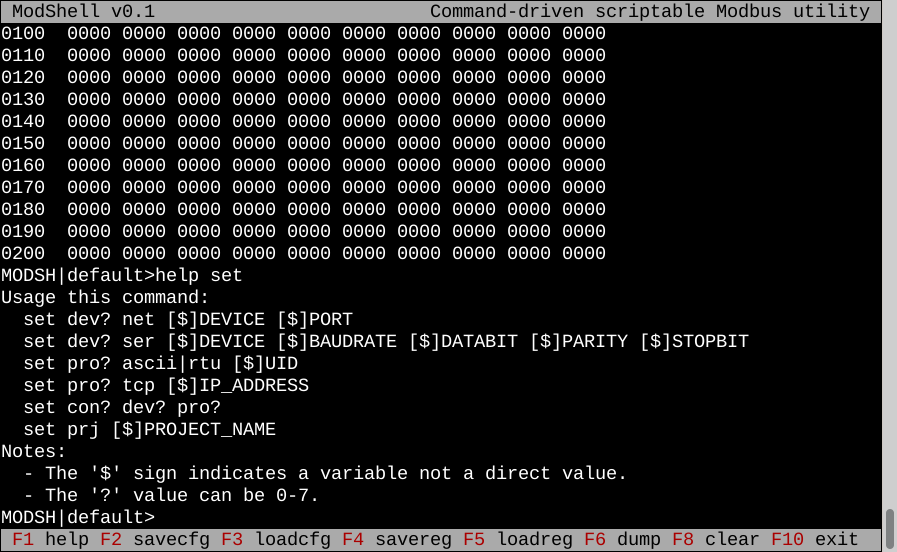 ModShell v0.1 Command-driven scriptable Modbus utility
0100 0000 0000 0000 0000 0000 0000 0000 0000 0000 0000
0110 0000 0000 0000 0000 0000 0000 0000 0000 0000 0000
0120 0000 0000 0000 0000 0000 0000 0000 0000 0000 0000
0130 0000 0000 0000 0000 0000 0000 0000 0000 0000 0000
0140 0000 0000 0000 0000 0000 0000 0000 0000 0000 0000
0150 0000 0000 0000 0000 0000 0000 0000 0000 0000 0000
0160 0000 0000 0000 0000 0000 0000 0000 0000 0000 0000
0170 0000 0000 0000 0000 0000 0000 0000 0000 0000 0000
0180 0000 0000 0000 0000 0000 0000 0000 0000 0000 0000
0190 0000 0000 0000 0000 0000 0000 0000 0000 0000 0000
0200 0000 0000 0000 0000 0000 0000 0000 0000 0000 0000
MODSH|default>help set
Usage this command:
  set dev? net [$]DEVICE [$]PORT
  set dev? ser [$]DEVICE [$]BAUDRATE [$]DATABIT [$]PARITY [$]STOPBIT
  set pro? ascii|rtu [$]UID
  set pro? tcp [$]IP_ADDRESS
  set con? dev? pro?
  set prj [$]PROJECT_NAME
Notes:
  - The '$' sign indicates a variable not a direct value.
  - The '?' value can be 0-7.
MODSH|default>
F1 help F2 savecfg F3 loadcfg F4 savereg F5 loadreg F6 dump F8 clear F10 exit